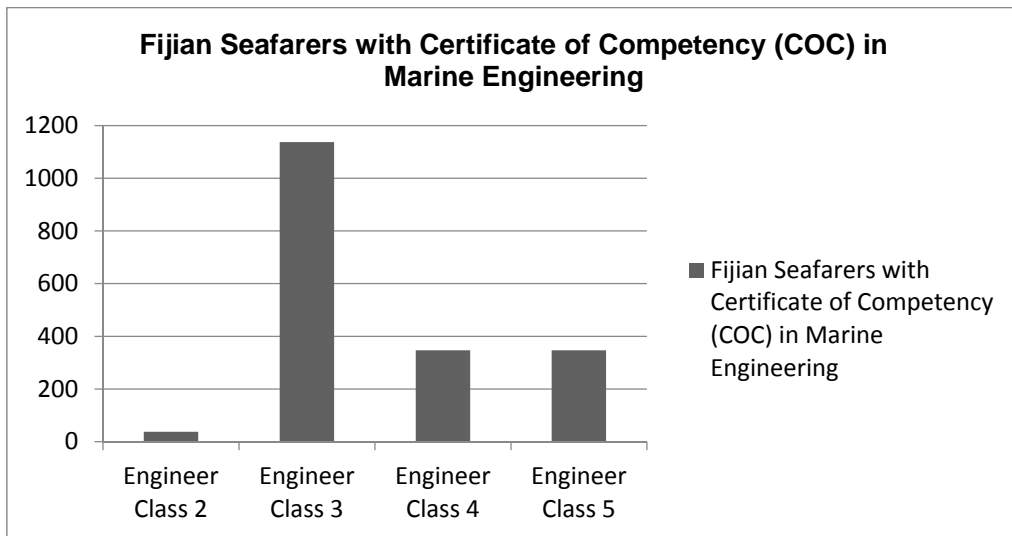 Fijian Seafarers with Certificate of Competency (COC) in
Marine Engineering
1200
1000
800
600
400
200
0
Engineer
Class 2
Engineer
Class 3
Engineer
Class 4
Engineer
Class 5
Fijian Seafarers with
Certificate of Competency
(COC) in Marine
Engineering